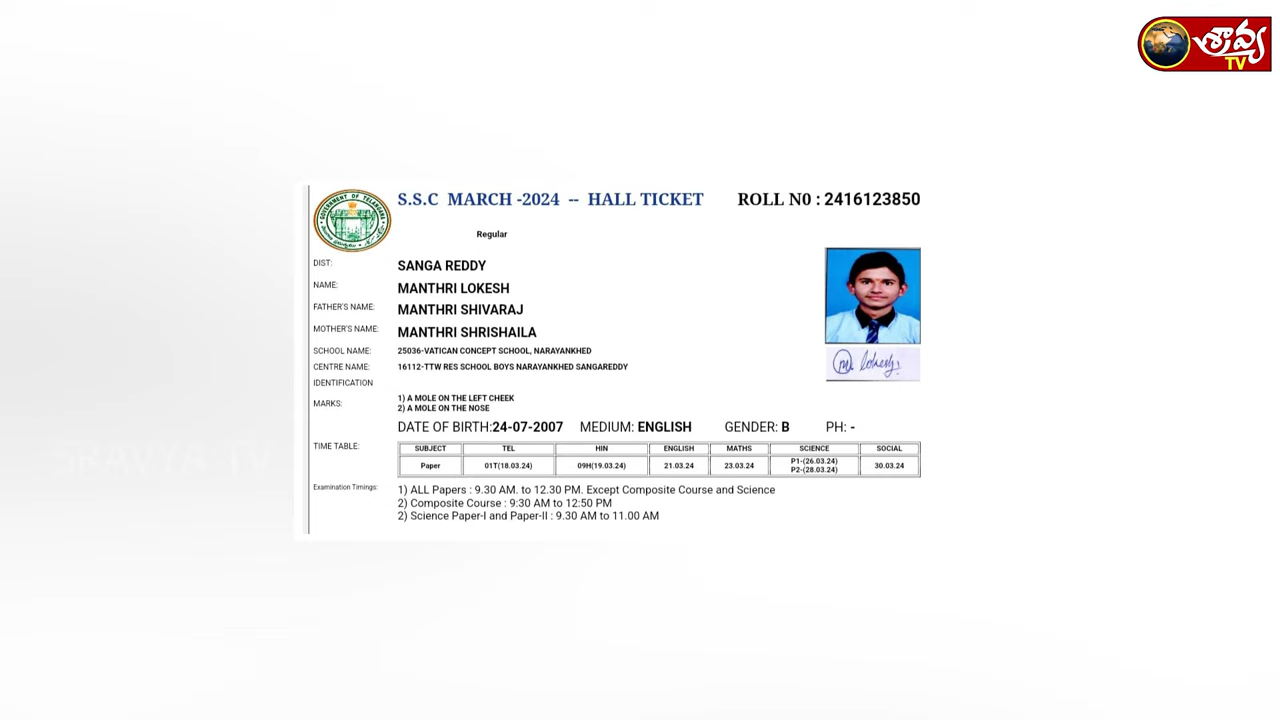 శ్రావ్య
TV
S.S.C MARCH -2024 -- HALL TICKET
ROLL N0 : 2416123850
Regular
DIST: SANGA REDDY
NAME: MANTHRI LOKESH
FATHER'S NAME: MANTHRI SHIVARAJ
MOTHER'S NAME: MANTHRI SHRISHAILA
SCHOOL NAME: 25036-VATICAN CONCEPT SCHOOL, NARAYANKHED
CENTRE NAME: 16112-TTW RES SCHOOL BOYS NARAYANKHED SANGAREDDY
IDENTIFICATION
MARKS: 1) A MOLE ON THE LEFT CHEEK
2) A MOLE ON THE NOSE
M. Lokesh
DATE OF BIRTH:24-07-2007 MEDIUM: ENGLISH GENDER: B PH: -
TIME TABLE: SUBJECT TEL HIN ENGLISH MATHS SCIENCE SOCIAL
Paper 01T(18.03.24) 09H(19.03.24) 21.03.24 23.03.24 P1-(26.03.24) 30.03.24
P2-(28.03.24)
Examination Timings: 1) ALL Papers : 9.30 AM. to 12.30 PM. Except Composite Course and Science
2) Composite Course : 9:30 AM to 12:50 PM
2) Science Paper-I and Paper-II : 9.30 AM to 11.00 AM
SRAVYA TV